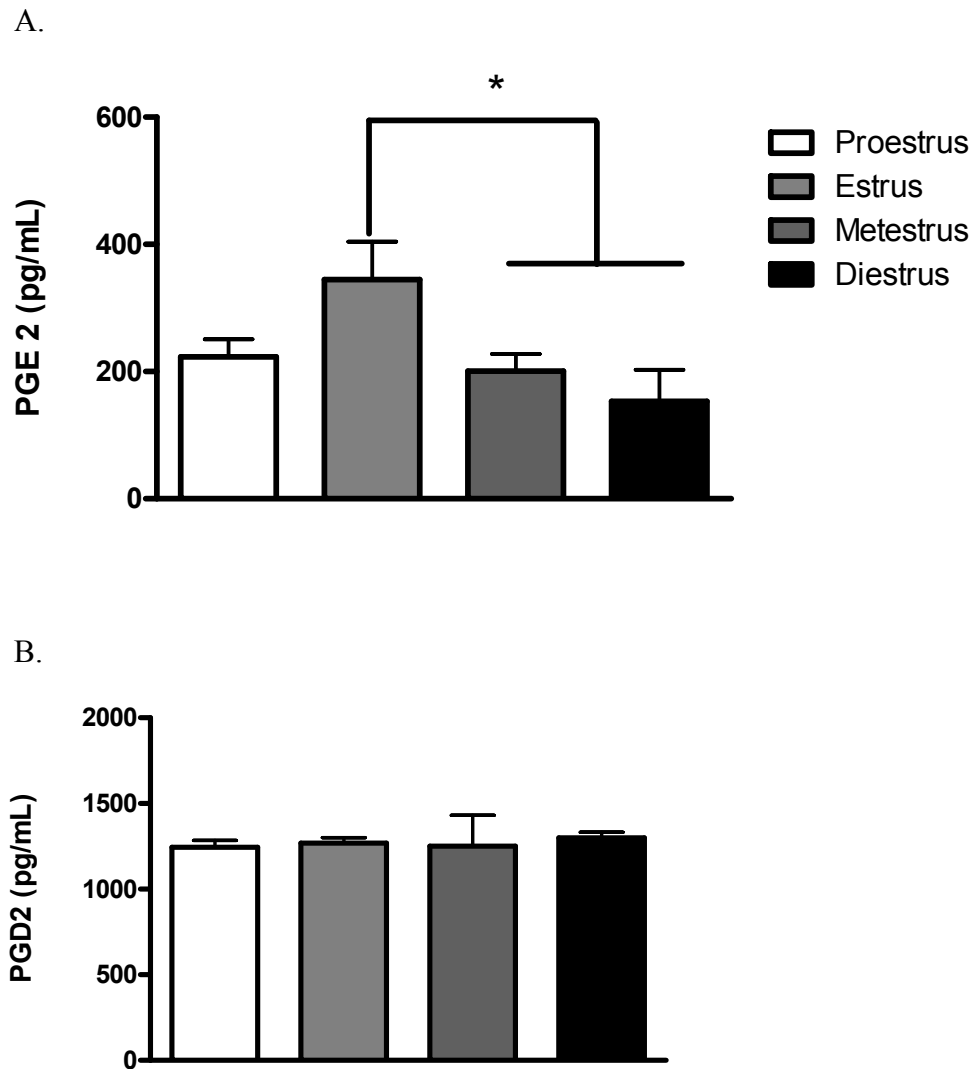 A.
*
600
400
200
0
PGE 2 (pg/mL)
Proestrus
Estrus
Metestrus
Diestrus
B.
2000
1500
1000
500
0
PGD2 (pg/mL)